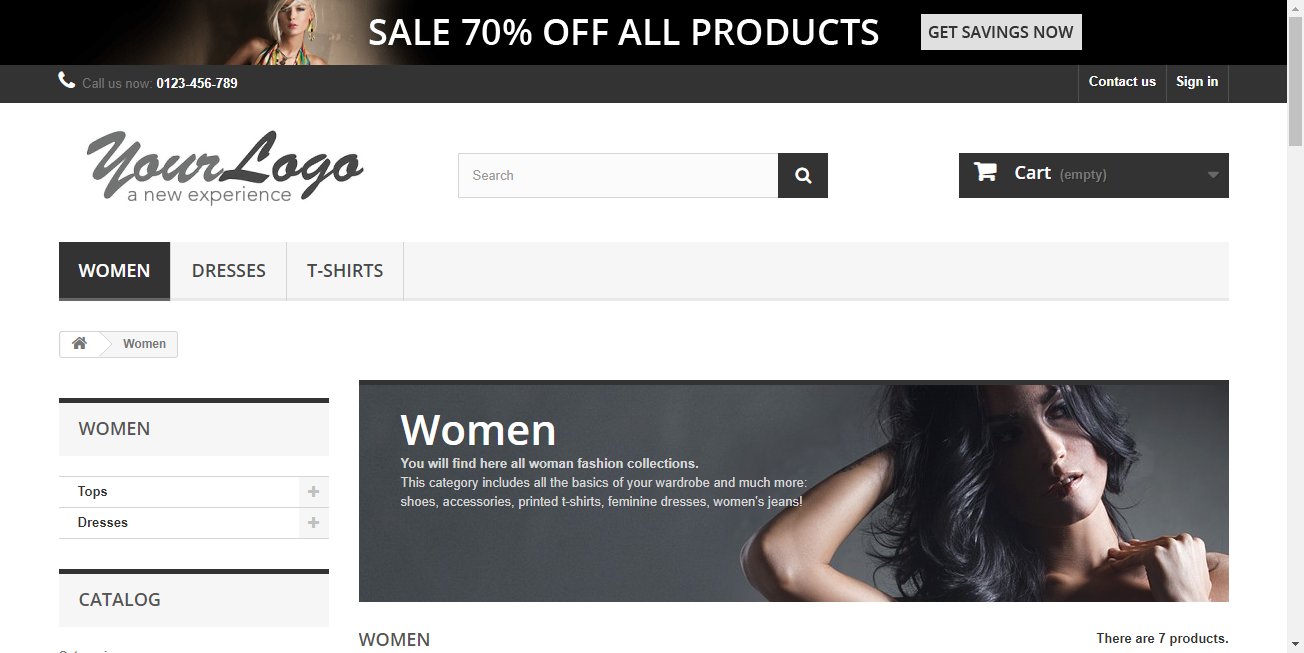 SALE 70% OFF ALL PRODUCTS
GET SAVINGS NOW
Call us now: 0123-456-789
Contact us
Sign in
YourLogo
a new experience
Search
Cart (empty)
WOMEN
DRESSES
T-SHIRTS
Women
WOMEN
Tops
Dresses
CATALOG
Women
You will find here all woman fashion collections.
This category includes all the basics of your wardrobe and much more:
shoes, accessories, printed t-shirts, feminine dresses, women's jeans!
WOMEN
There are 7 products.